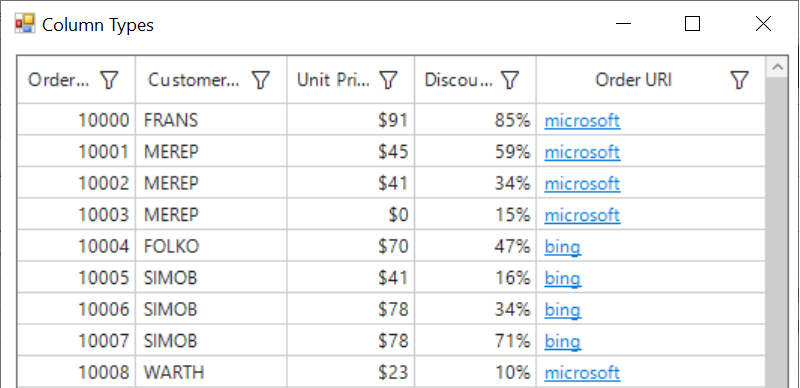 Column Types
Order... Customer... Unit Pri... Discou... Order URI
10000 FRANS $91 85% microsoft
10001 MEREP $45 59% microsoft
10002 MEREP $41 34% microsoft
10003 MEREP $0 15% microsoft
10004 FOLKO $70 47% bing
10005 SIMOB $41 16% bing
10006 SIMOB $78 34% bing
10007 SIMOB $78 71% bing
10008 WARTH $23 10% microsoft